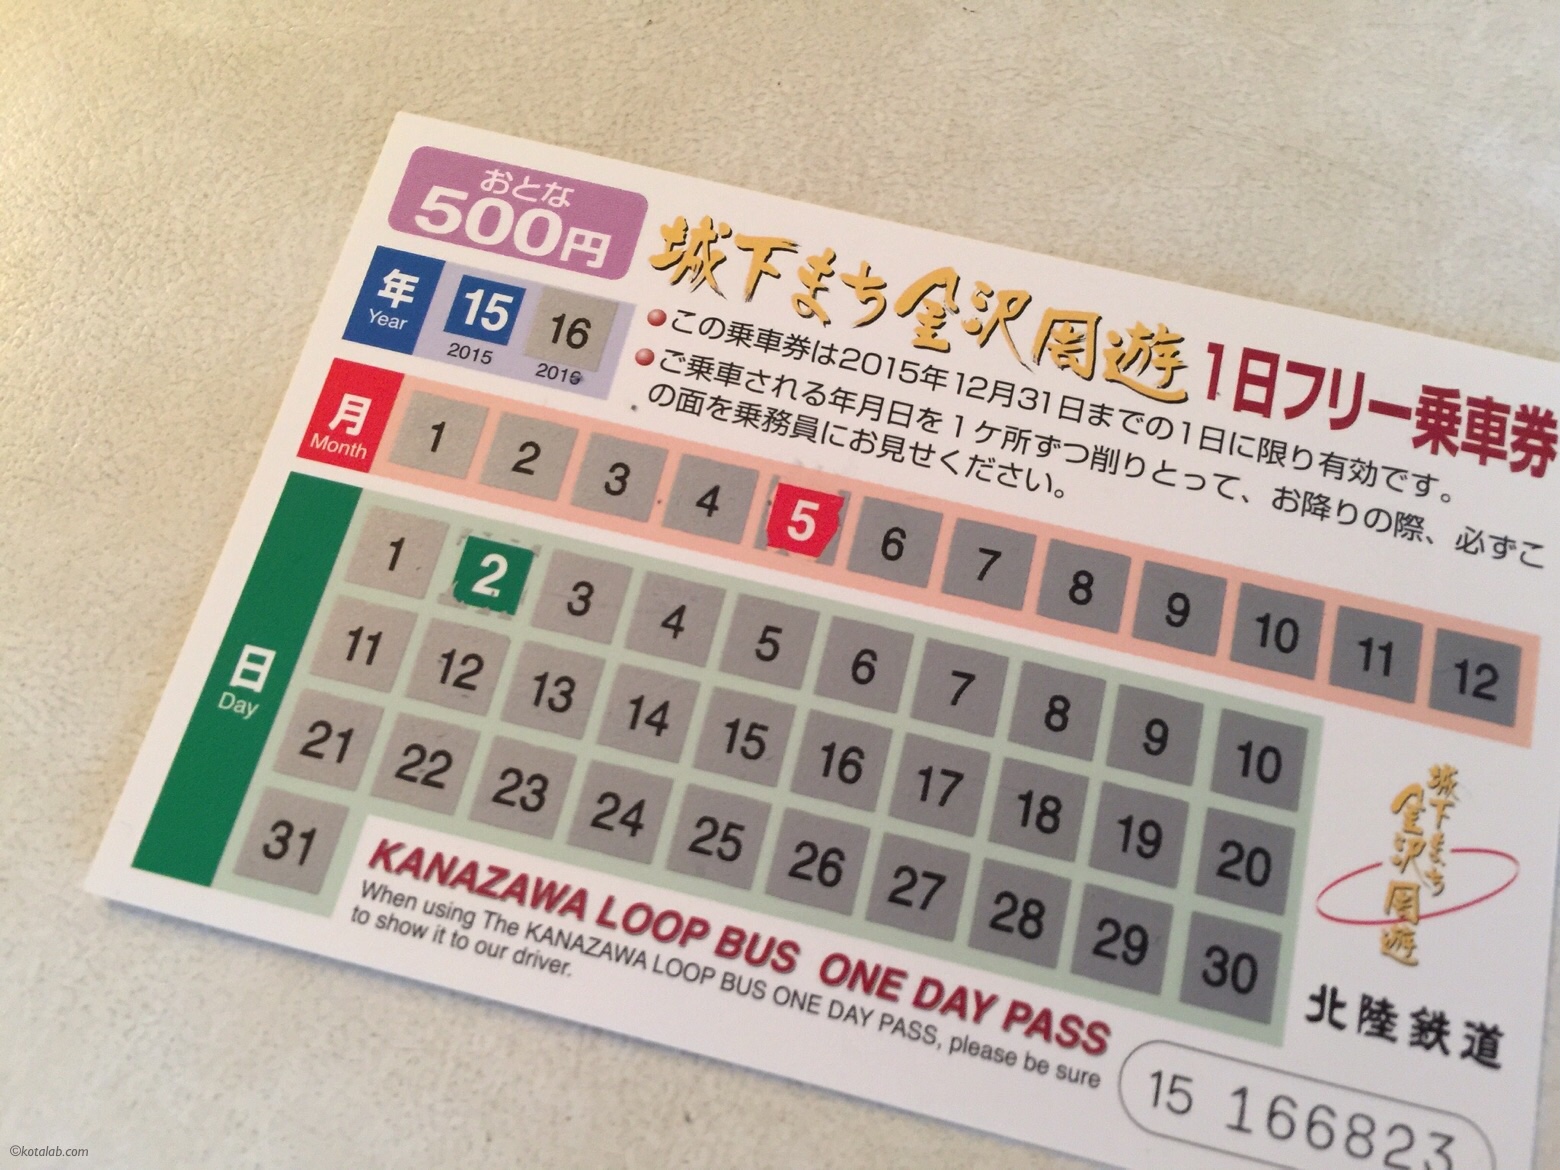 おとな
500円
城下まち金沢周遊 1日フリー乗車券
年 15 16
Year 2015 2016
●この乗車券は2015年12月31日までの1日に限り有効です。
●ご乗車される年月日を1ケ所ずつ削りとって、お降りの際、必ずこ
の面を乗務員にお見せください。
月
Month
1 2 3 4 5 6 7 8 9 10 11 12
日
Day
1 2 3 4 5 6 7 8 9 10
11 12 13 14 15 16 17 18 19 20
21 22 23 24 25 26 27 28 29 30
31
KANAZAWA LOOP BUS ONE DAY PASS
When using The KANAZAWA LOOP BUS ONE DAY PASS, please be sure
to show it to our driver.
城下まち
金沢周遊
北陸鉄道
15 166823
©kotalab.com